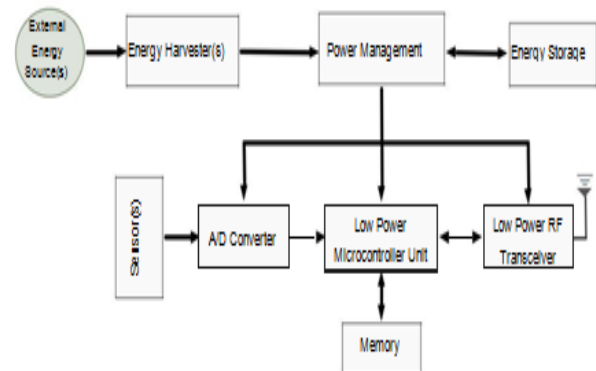 External
Energy
Source(s)
Energy Harvester(s)
Power Management
Energy Storage
Sensor(s)
A/D Converter
Low Power
Microcontroller Unit
Low Power RF
Transceiver
Memory